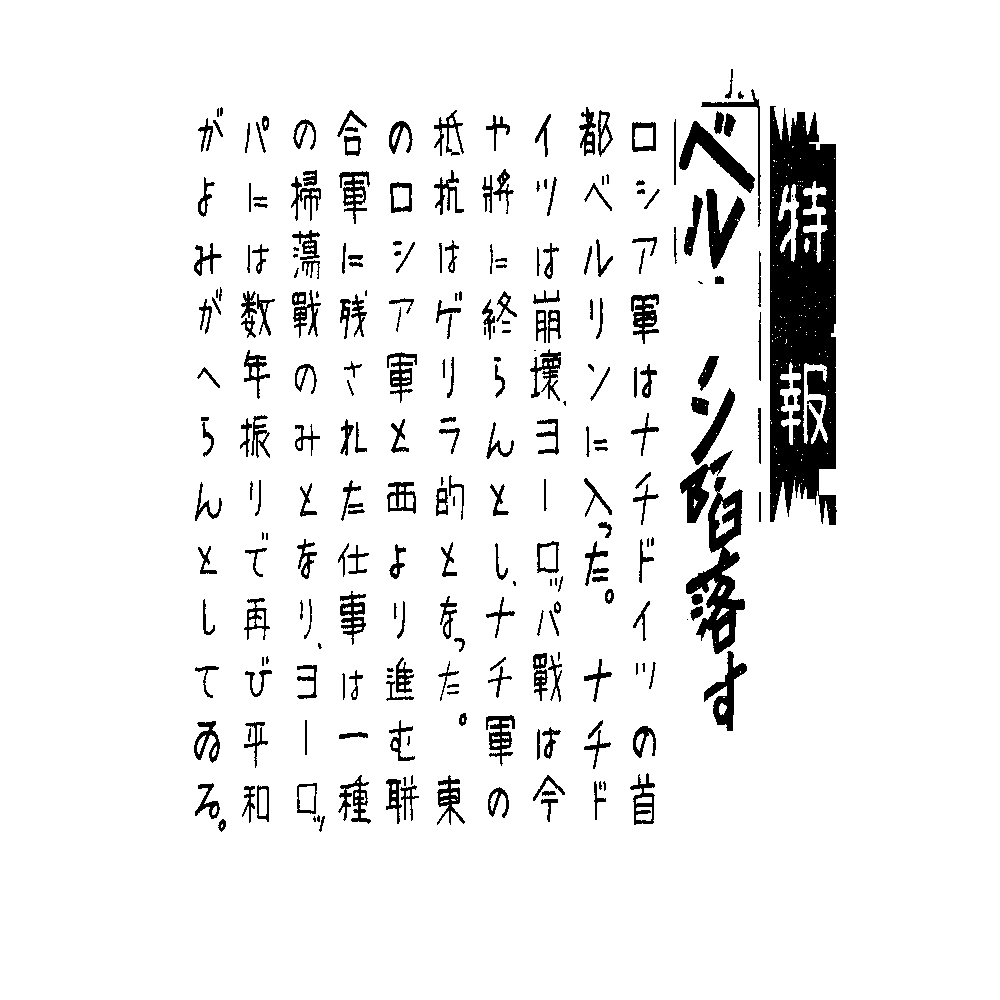 特報
ベルリン陥落す
ロシア軍はナチドイツの首
都ベルリンに入った。ナチド
イツは崩壊、ヨーロッパ戦は今
や將に終らんとし、ナチ軍の
抵抗はゲリラ的となった。東
のロシア軍と西より進む聯
合軍に残された仕事は一種
の掃蕩戰のみとなり、ヨーロッ
パには数年振りで再び平和
がよみがへらんとしてゐる。